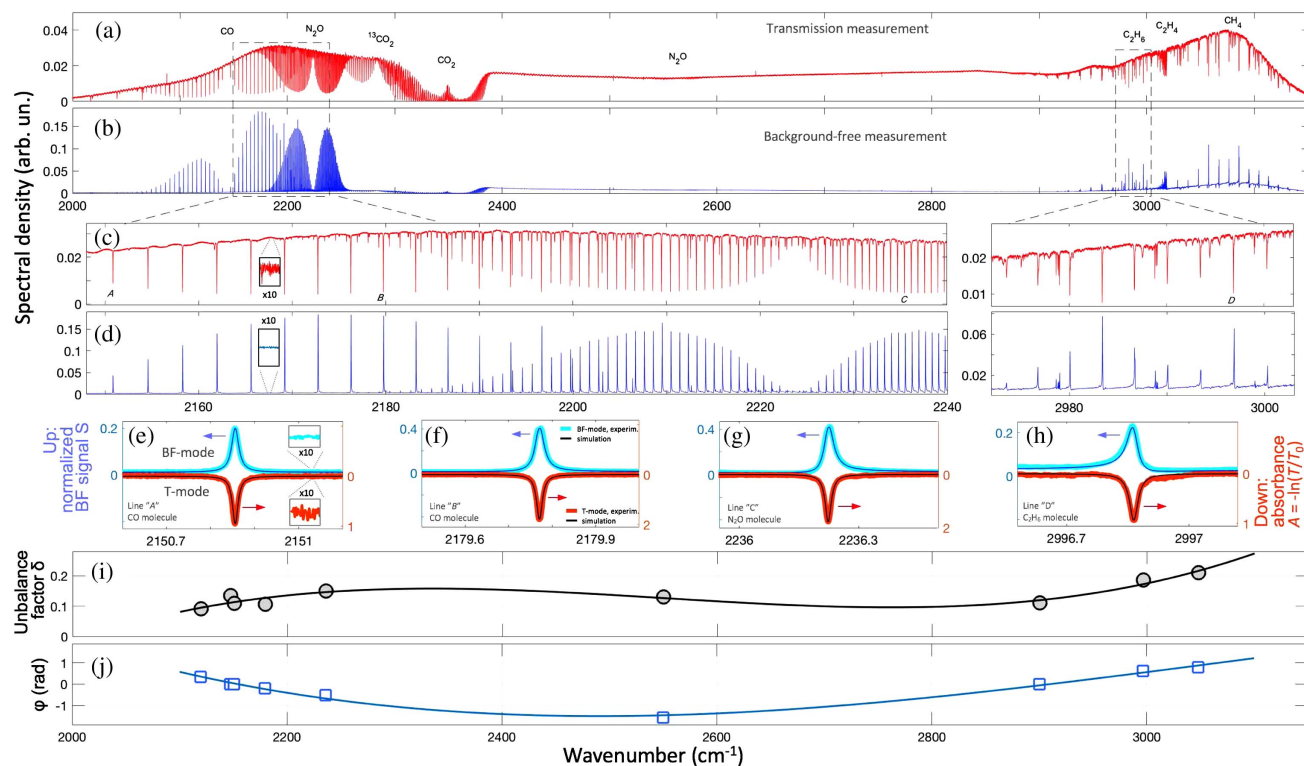 Spectral density (arb. un.)
(a)
0.04
0.02
0
CO
N2O
13CO2
CO2
Transmission measurement
N2O
C2H6
C2H4
CH4
(b)
0.15
0.1
0.05
0
Background-free measurement
2000
2200
2400
2600
2800
3000
(c)
0.02
0
A
x10
B
C
0.02
0.01
D
(d)
0.15
0.1
0.05
0
x10
0.06
0.04
0.02
2160
2180
2200
2220
2240
2980
3000
Up:
normalized
BF signal S
(e)
0.2
0
BF-mode
x10
T-mode
x10
Line "A"
CO molecule
0
1
2150.7
2151
(f)
0.4
0
BF-mode, experim.
simulation
T-mode, experim.
simulation
Line "B"
CO molecule
0
2
2179.6
2179.9
(g)
0.4
0
Line "C"
N2O molecule
0
2
2236
2236.3
(h)
0.2
0
Line "D"
C2H6 molecule
0
1
2996.7
2997
Down:
absorbance
A = -ln(T/T0)
(i)
Unbalance
factor δ
0.2
0.1
0
(j)
φ (rad)
1
0
-1
2000
2200
2400
2600
2800
3000
Wavenumber (cm-1)